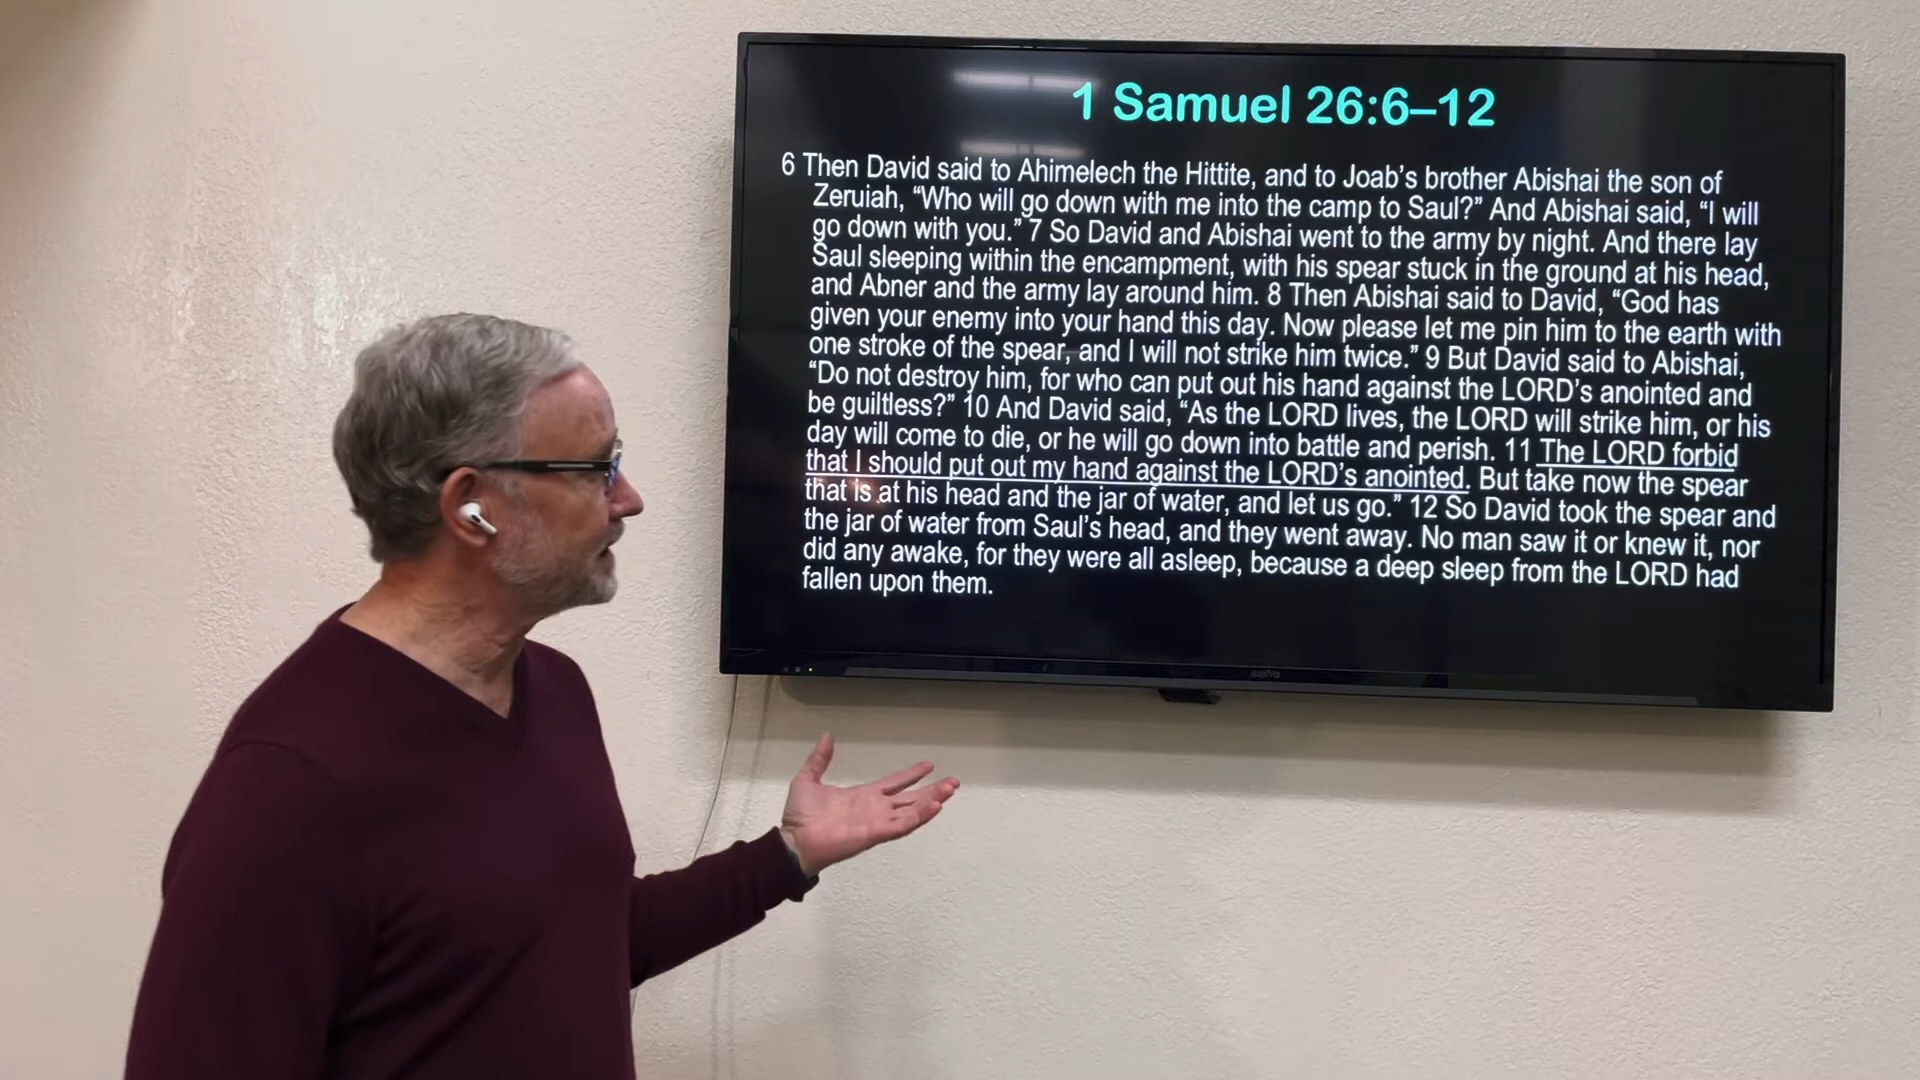 1 Samuel 26:6–12
6 Then David said to Ahimelech the Hittite, and to Joab’s brother Abishai the son of
Zeruiah, “Who will go down with me into the camp to Saul?” And Abishai said, “I will
go down with you.” 7 So David and Abishai went to the army by night. And there lay
Saul sleeping within the encampment, with his spear stuck in the ground at his head,
and Abner and the army lay around him. 8 Then Abishai said to David, “God has
given your enemy into your hand this day. Now please let me pin him to the earth with
one stroke of the spear, and I will not strike him twice.” 9 But David said to Abishai,
“Do not destroy him, for who can put out his hand against the LORD’s anointed and
be guiltless?” 10 And David said, “As the LORD lives, the LORD will strike him, or his
day will come to die, or he will go down into battle and perish. 11 The LORD forbid
that I should put out my hand against the LORD’s anointed. But take now the spear
that is at his head and the jar of water, and let us go.” 12 So David took the spear and
the jar of water from Saul’s head, and they went away. No man saw it or knew it, nor
did any awake, for they were all asleep, because a deep sleep from the LORD had
fallen upon them.